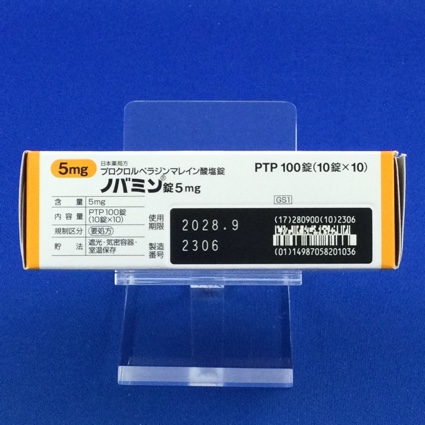 5mg
日本薬局方
プロクロルペラジンマレイン酸塩錠
ノバミン®錠5mg
PTP 100錠(10錠×10)
含量 5mg
内容量 PTP100錠
(10錠×10)
規制区分 要処方
貯法 遮光・気密容器・
室温保存
使用
期限
2028.9
製造
番号
2306
GS1
(17)280900(10)2306
(01)14987058201036